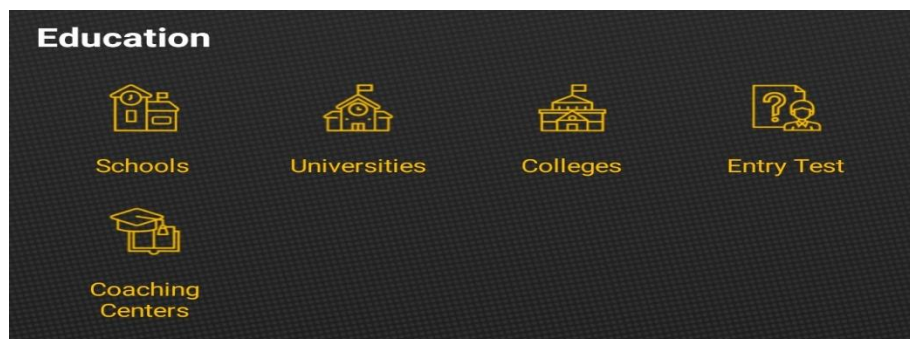 Education
Schools
Universities
Colleges
Entry Test
Coaching
Centers